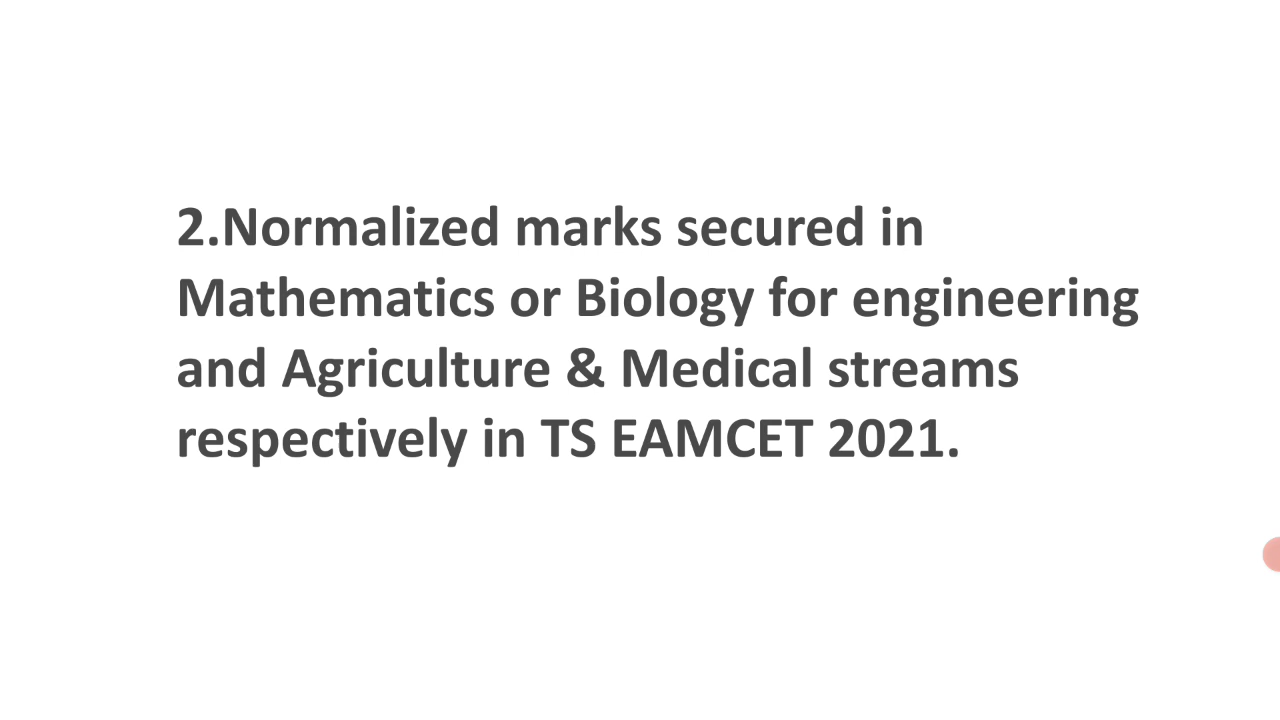 2.Normalized marks secured in
Mathematics or Biology for engineering
and Agriculture & Medical streams
respectively in TS EAMCET 2021.